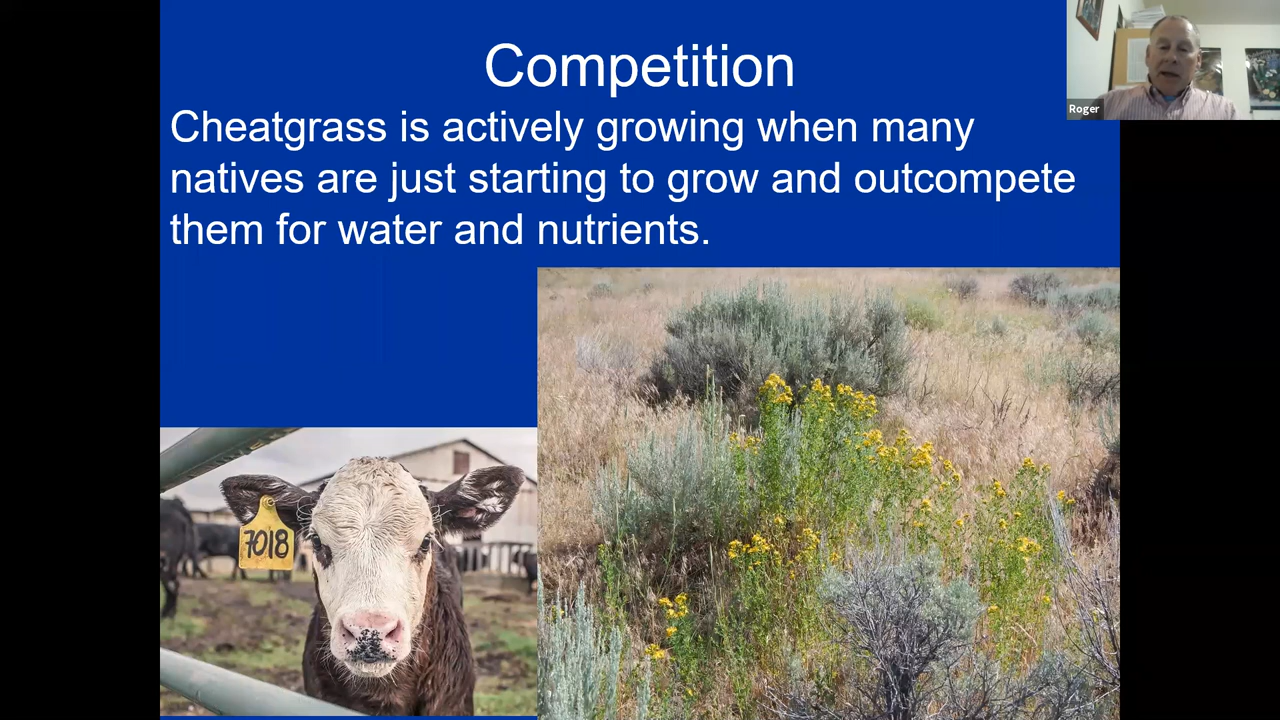 Competition
Cheatgrass is actively growing when many
natives are just starting to grow and outcompete
them for water and nutrients.
Roger
7018